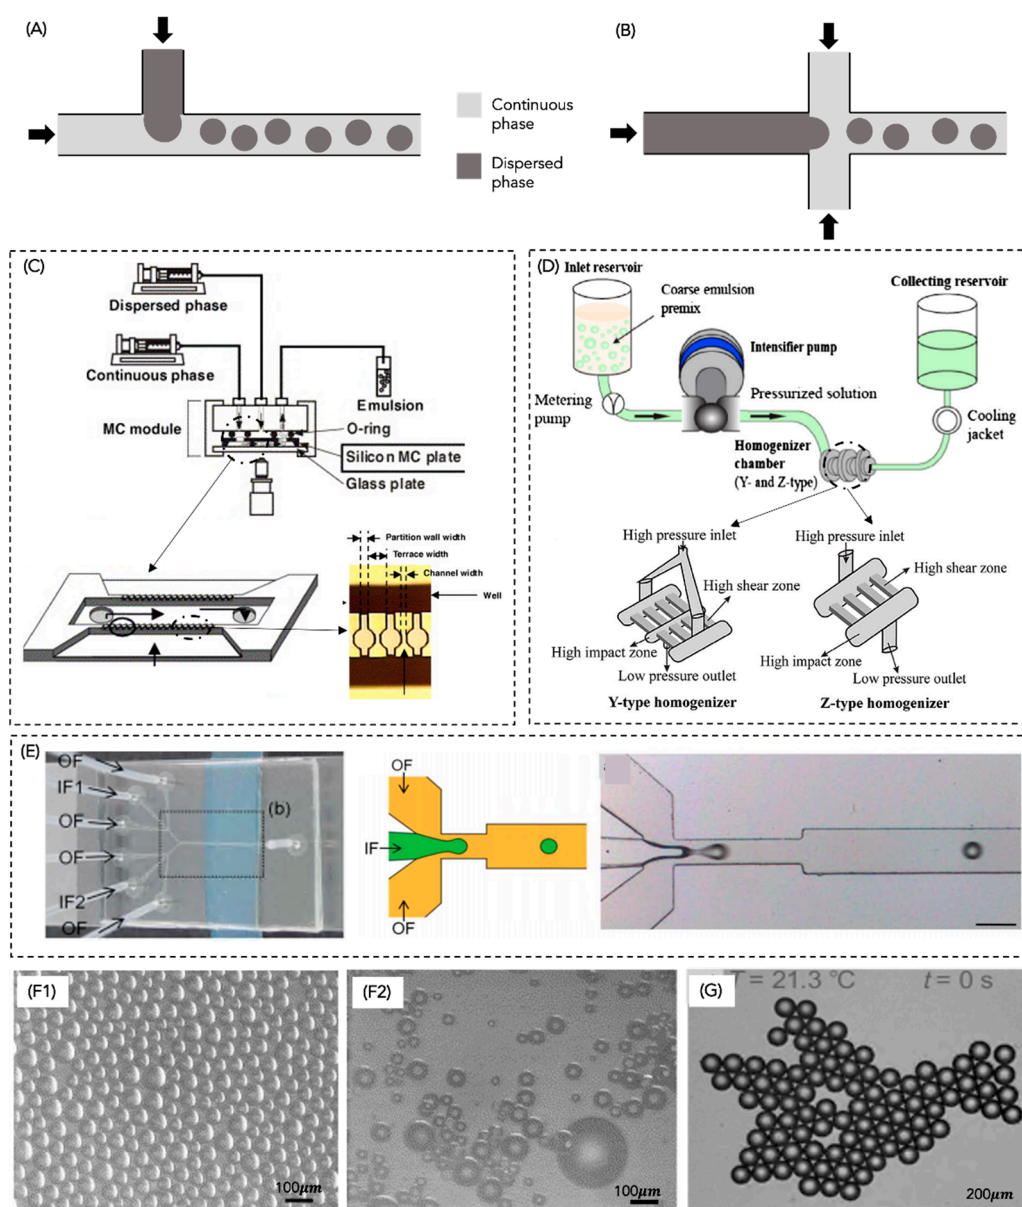 (A)
(B)
Continuous
phase
Dispersed
phase
(C)
Dispersed phase
Continuous phase
Emulsion
MC module
O-ring
Silicon MC plate
Glass plate
Partition wall width
Terrace width
Channel width
Well
(D)
Inlet reservoir
Collecting reservoir
Coarse emulsion
premix
Intensifier pump
Metering
pump
Pressurized solution
Cooling
jacket
Homogenizer
chamber
(Y- and Z-type)
High pressure inlet
High pressure inlet
High shear zone
High shear zone
High impact zone
High impact zone
Low pressure outlet
Low pressure outlet
Y-type homogenizer
Z-type homogenizer
(E)
OF
IF1
OF
OF
IF2
OF
(b)
OF
IF
OF
(F1)
100μm
(F2)
100μm
(G)
T = 21.3 °C
t = 0 s
200μm